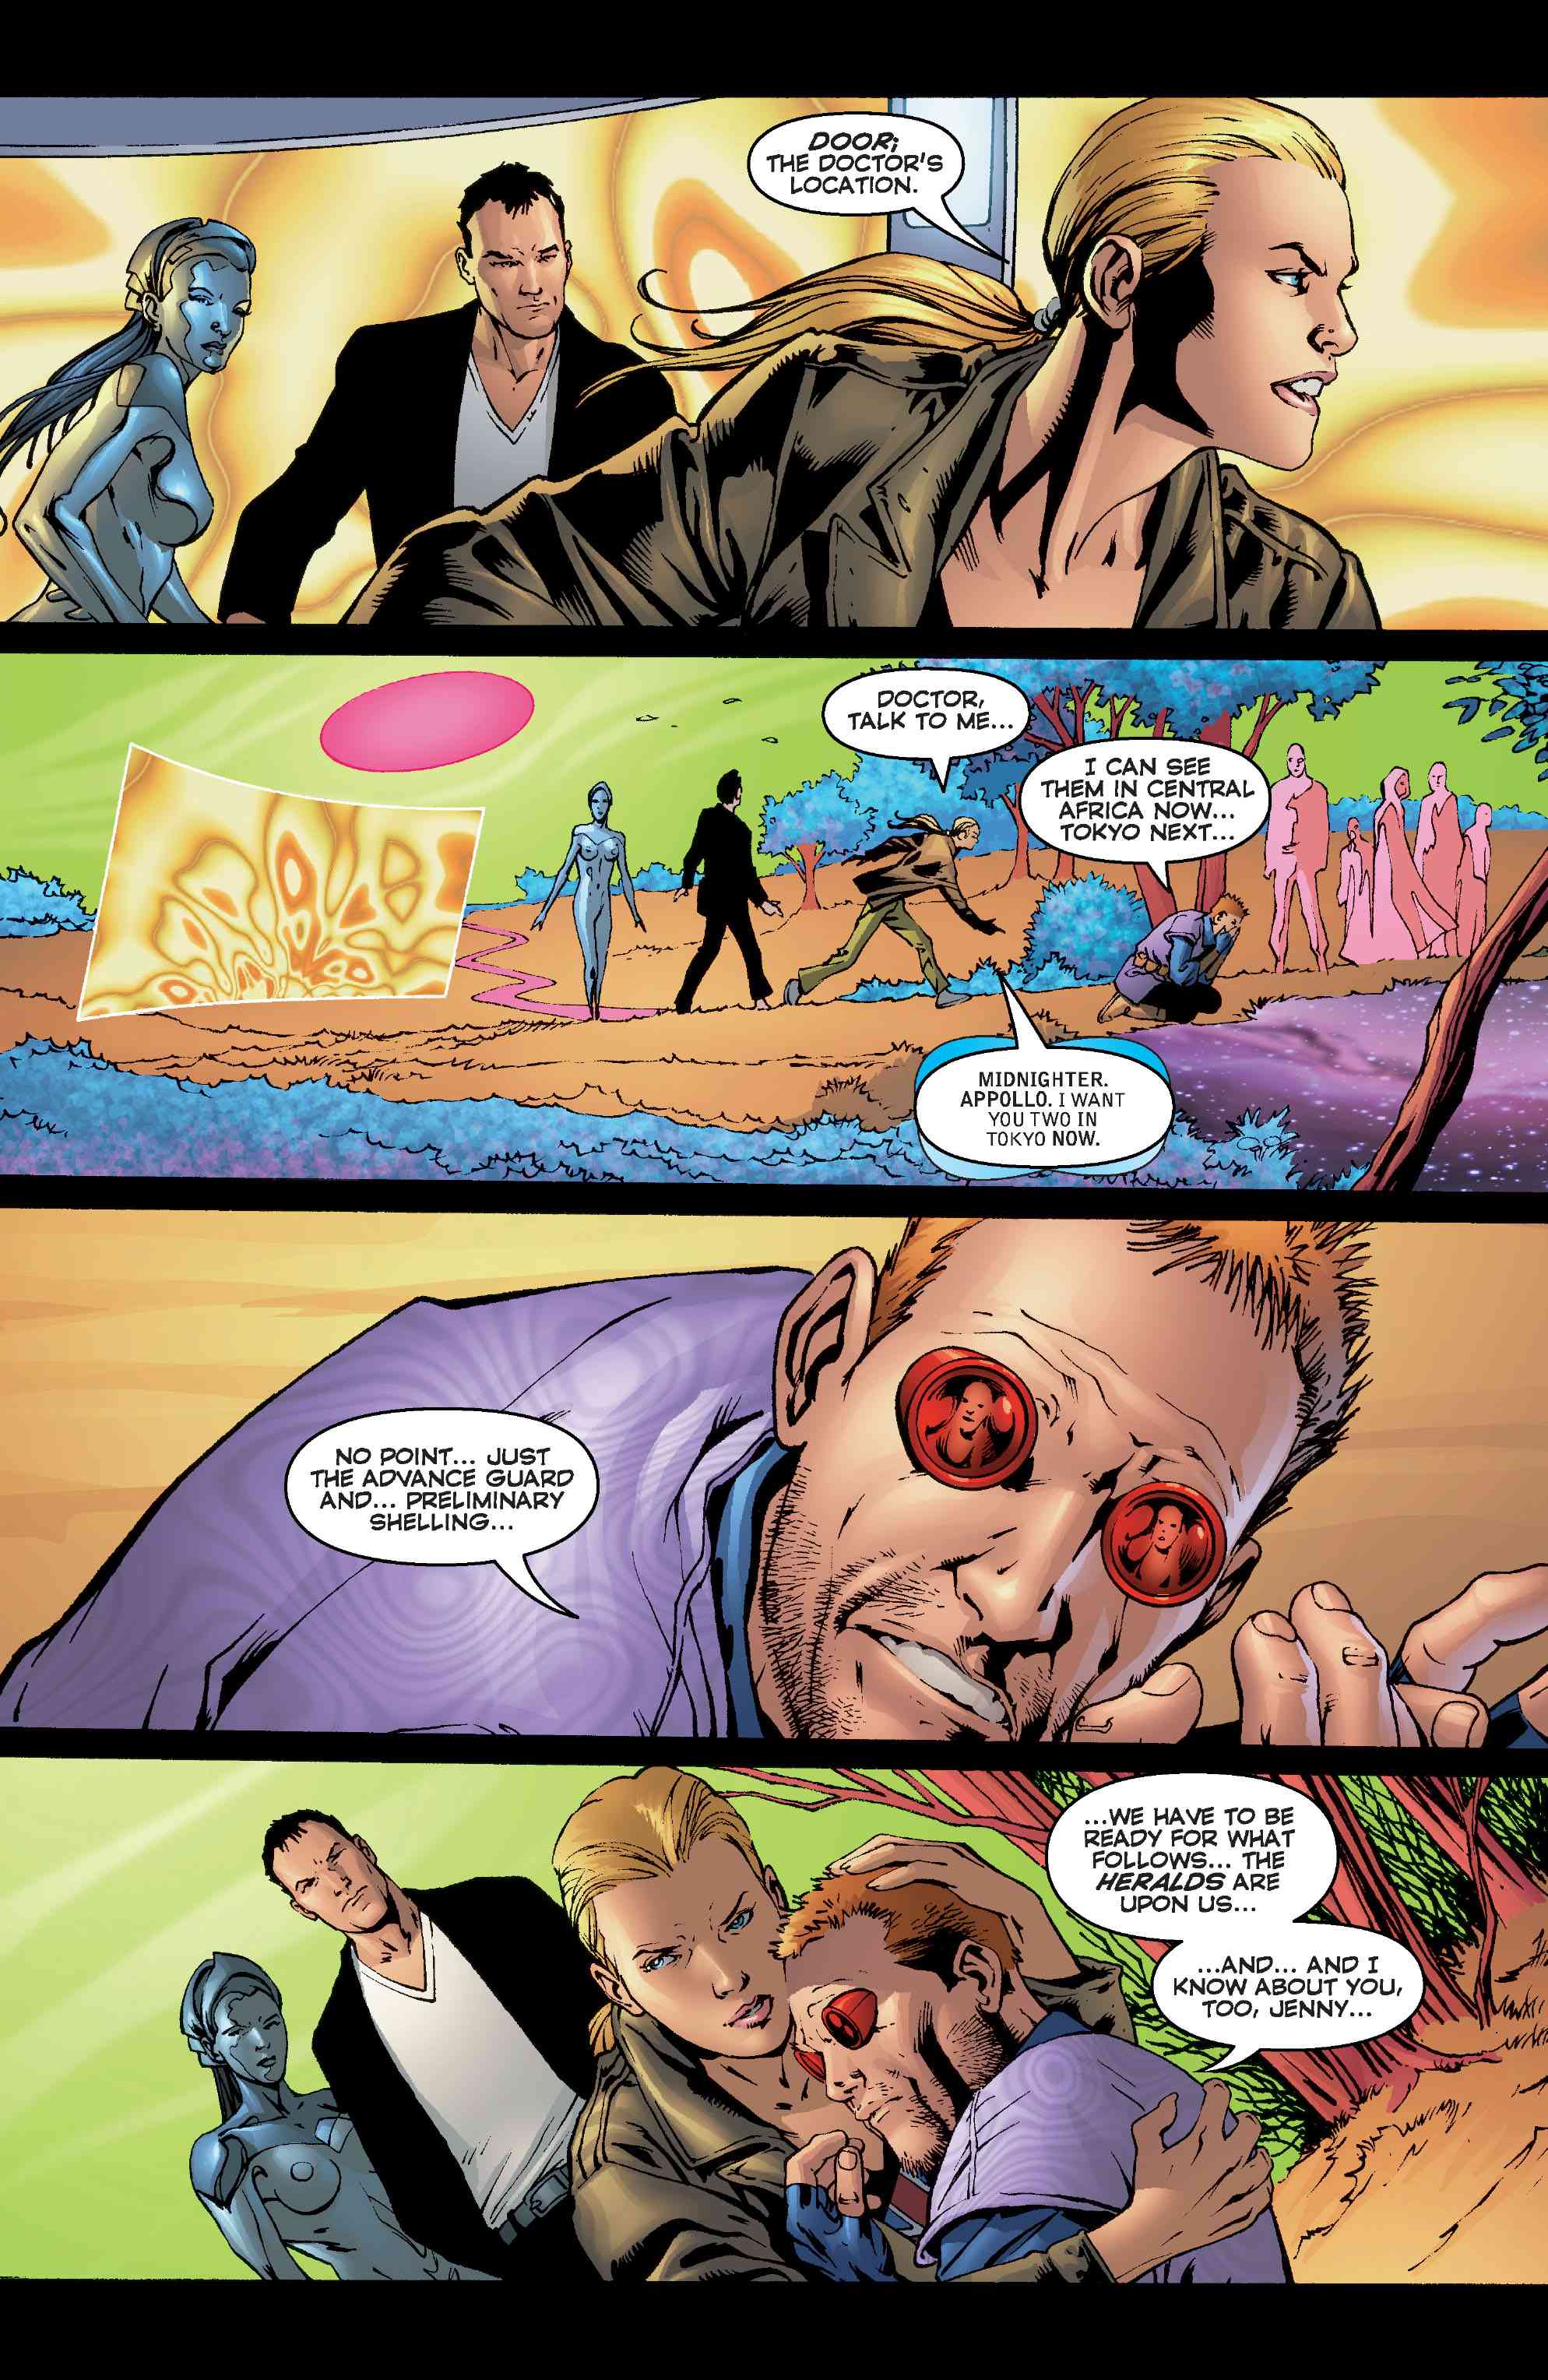 DOOR;
THE DOCTOR'S
LOCATION.
DOCTOR,
TALK TO ME...
I CAN SEE
THEM IN CENTRAL
AFRICA NOW...
TOKYO NEXT...
MIDNIGHTER.
APPOLLO. I WANT
YOU TWO IN
TOKYO NOW.
NO POINT... JUST
THE ADVANCE GUARD
AND... PRELIMINARY
SHELLING...
...WE HAVE TO BE
READY FOR WHAT
FOLLOWS... THE
HERALDS ARE
UPON US...
...AND... AND I
KNOW ABOUT YOU,
TOO, JENNY...